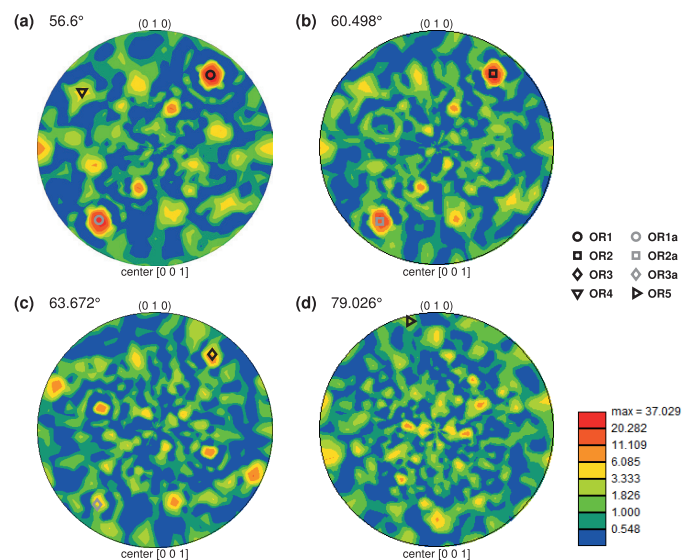 (a) 56.6° (0 1 0)
(b) 60.498° (0 1 0)
center [0 0 1]
center [0 0 1]
OR1 OR1a
OR2 OR2a
OR3 OR3a
OR4 OR5
(c) 63.672° (0 1 0)
(d) 79.026° (0 1 0)
center [0 0 1]
center [0 0 1]
max = 37.029
20.282
11.109
6.085
3.333
1.826
1.000
0.548